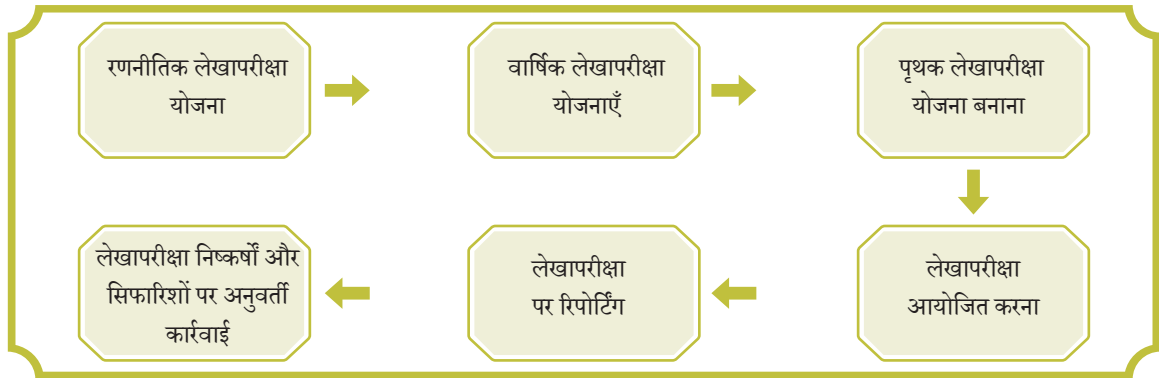 रणनीतिक लेखापरीक्षा
योजना
वार्षिक लेखापरीक्षा
योजनाएँ
पृथक लेखापरीक्षा
योजना बनाना
लेखापरीक्षा
आयोजित करना
लेखापरीक्षा
पर रिपोर्टिंग
लेखापरीक्षा निष्कर्षों और
सिफारिशों पर अनुवर्ती
कार्रवाई